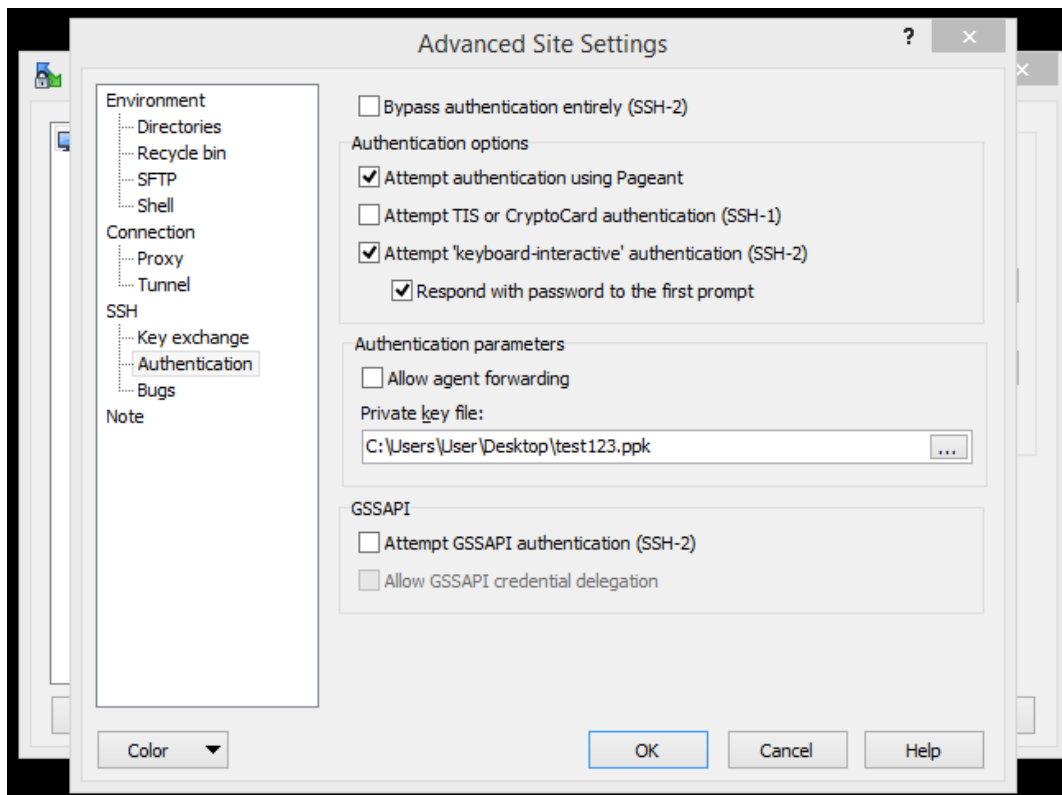 Advanced Site Settings
?
Environment
Directories
Recycle bin
SFTP
Shell
Connection
Proxy
Tunnel
SSH
Key exchange
Authentication
Bugs
Note
Bypass authentication entirely (SSH-2)
Authentication options
Attempt authentication using Pageant
Attempt TIS or CryptoCard authentication (SSH-1)
Attempt 'keyboard-interactive' authentication (SSH-2)
Respond with password to the first prompt
Authentication parameters
Allow agent forwarding
Private key file:
C:\Users\User\Desktop\test123.ppk
...
GSSAPI
Attempt GSSAPI authentication (SSH-2)
Allow GSSAPI credential delegation
Color
OK
Cancel
Help